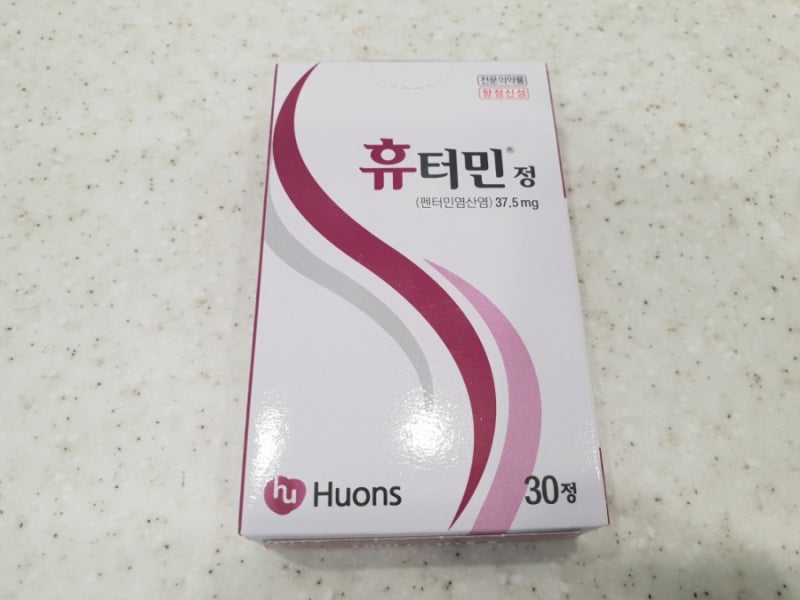 전문의약품
향정신성
휴터민® 정
(펜터민염산염) 37.5 mg
hu Huons
30정